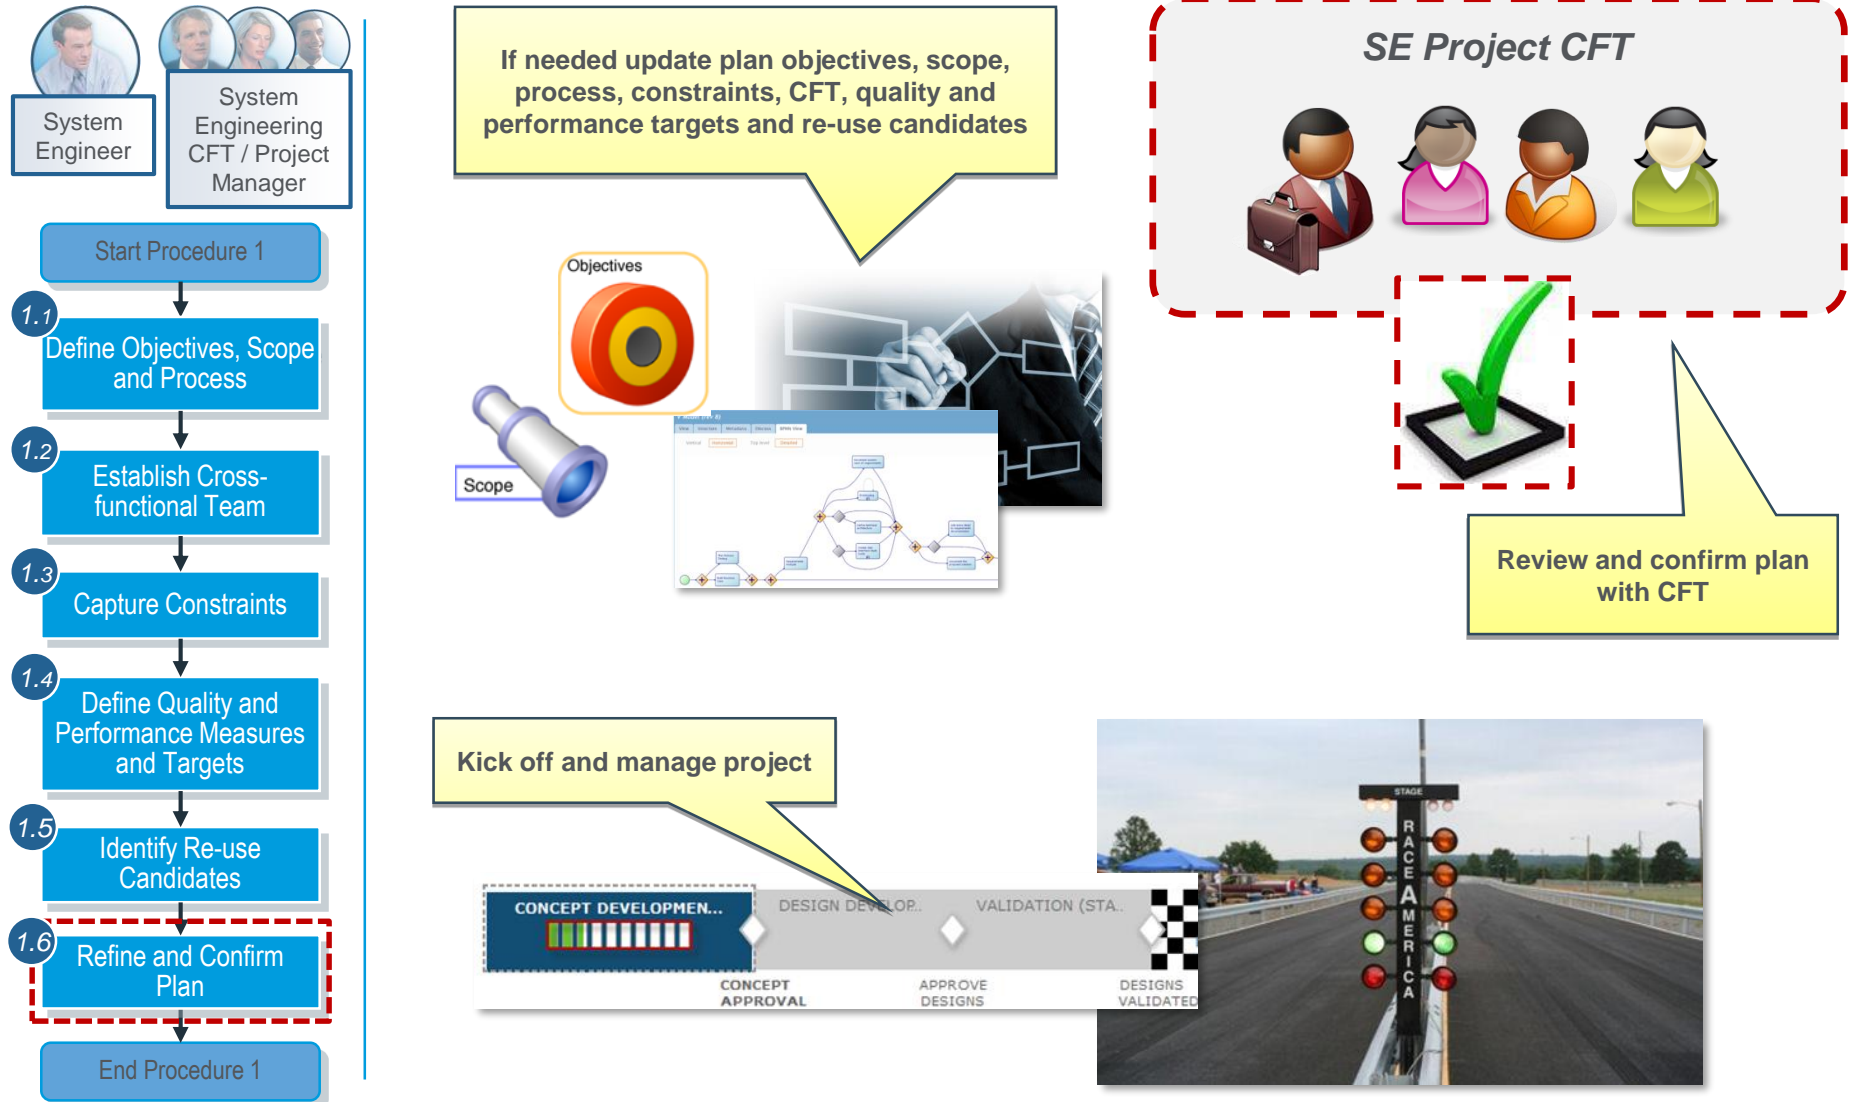 System
Engineer
System
Engineering
CFT / Project
Manager
Start Procedure 1
1.1
Define Objectives, Scope
and Process
1.2
Establish Cross-
functional Team
1.3
Capture Constraints
1.4
Define Quality and
Performance Measures
and Targets
1.5
Identify Re-use
Candidates
1.6
Refine and Confirm
Plan
End Procedure 1
If needed update plan objectives, scope,
process, constraints, CFT, quality and
performance targets and re-use candidates
Objectives
Scope
SE Project CFT
Review and confirm plan
with CFT
Kick off and manage project
CONCEPT DEVELOPMEN...
DESIGN DEVELOP..
VALIDATION (STA..
CONCEPT
APPROVAL
APPROVE
DESIGNS
DESIGNS
VALIDATED
STAGE
RACE AMERICA